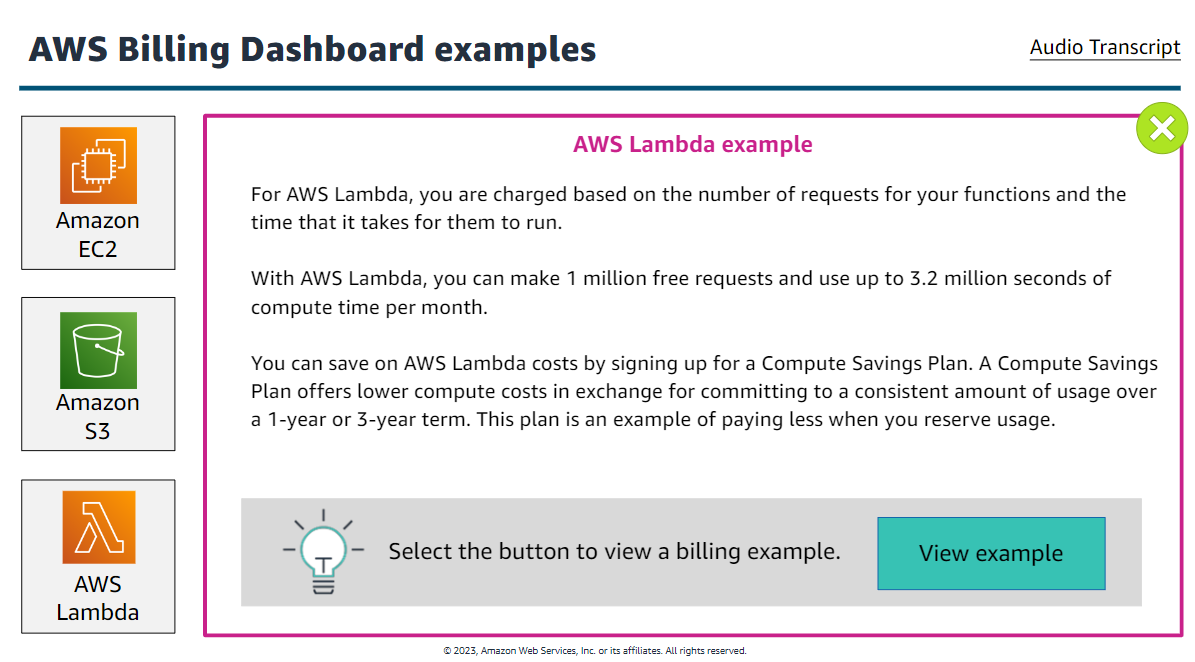 AWS Billing Dashboard examples
Audio Transcript
Amazon
EC2
Amazon
S3
AWS
Lambda
AWS Lambda example
For AWS Lambda, you are charged based on the number of requests for your functions and the
time that it takes for them to run.
With AWS Lambda, you can make 1 million free requests and use up to 3.2 million seconds of
compute time per month.
You can save on AWS Lambda costs by signing up for a Compute Savings Plan. A Compute Savings
Plan offers lower compute costs in exchange for committing to a consistent amount of usage over
a 1-year or 3-year term. This plan is an example of paying less when you reserve usage.
Select the button to view a billing example.
View example
© 2023, Amazon Web Services, Inc. or its affiliates. All rights reserved.